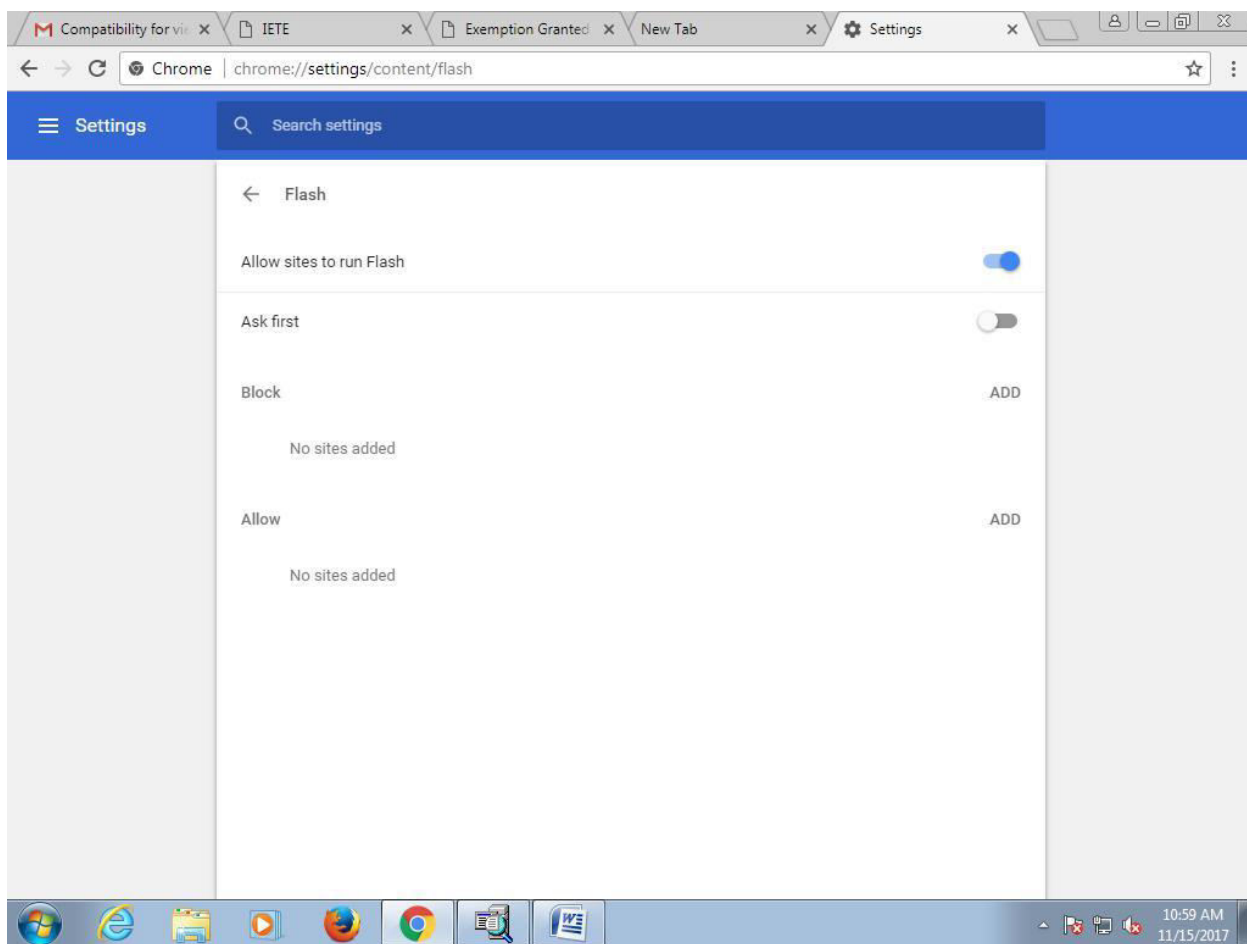 Compatibility for vi IETE Exemption Granted New Tab Settings
Chrome chrome://settings/content/flash
Settings Search settings
Flash
Allow sites to run Flash
Ask first
Block ADD
No sites added
Allow ADD
No sites added
10:59 AM
11/15/2017